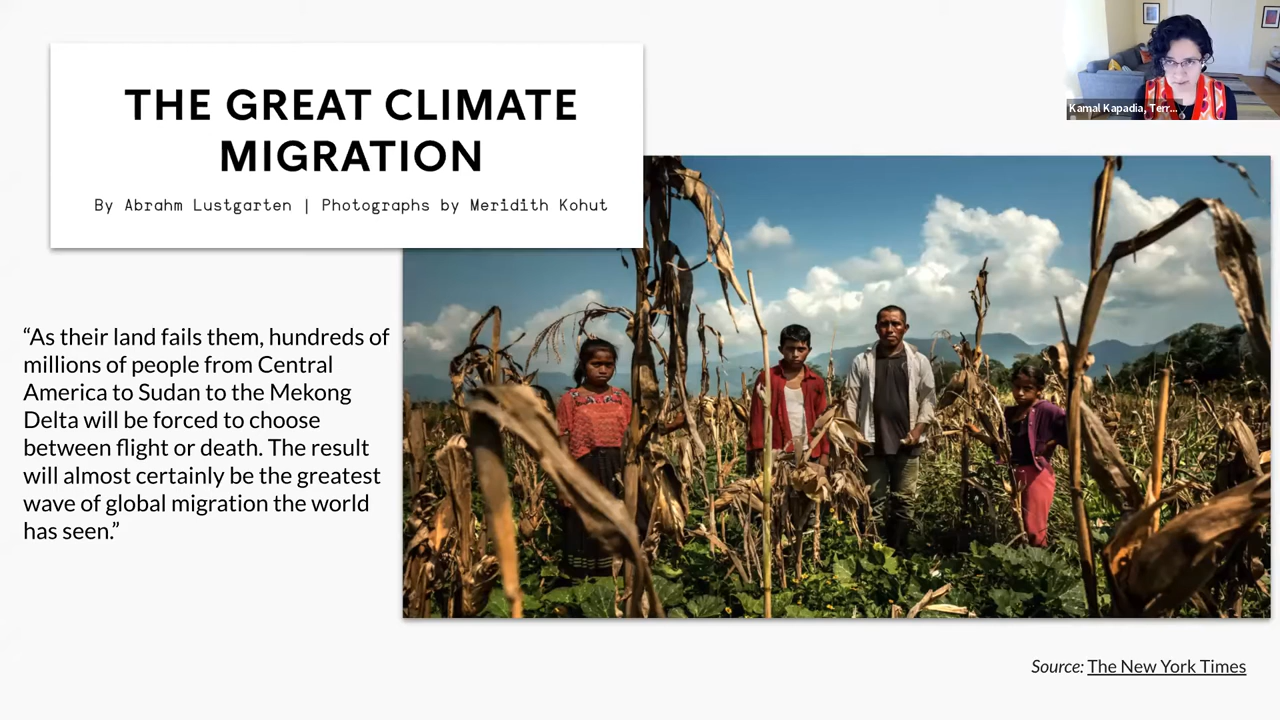 THE GREAT CLIMATE
MIGRATION
By Abrahm Lustgarten | Photographs by Meridith Kohut
Kamal Kapadia, Terr...
“As their land fails them, hundreds of
millions of people from Central
America to Sudan to the Mekong
Delta will be forced to choose
between flight or death. The result
will almost certainly be the greatest
wave of global migration the world
has seen.”
Source: The New York Times